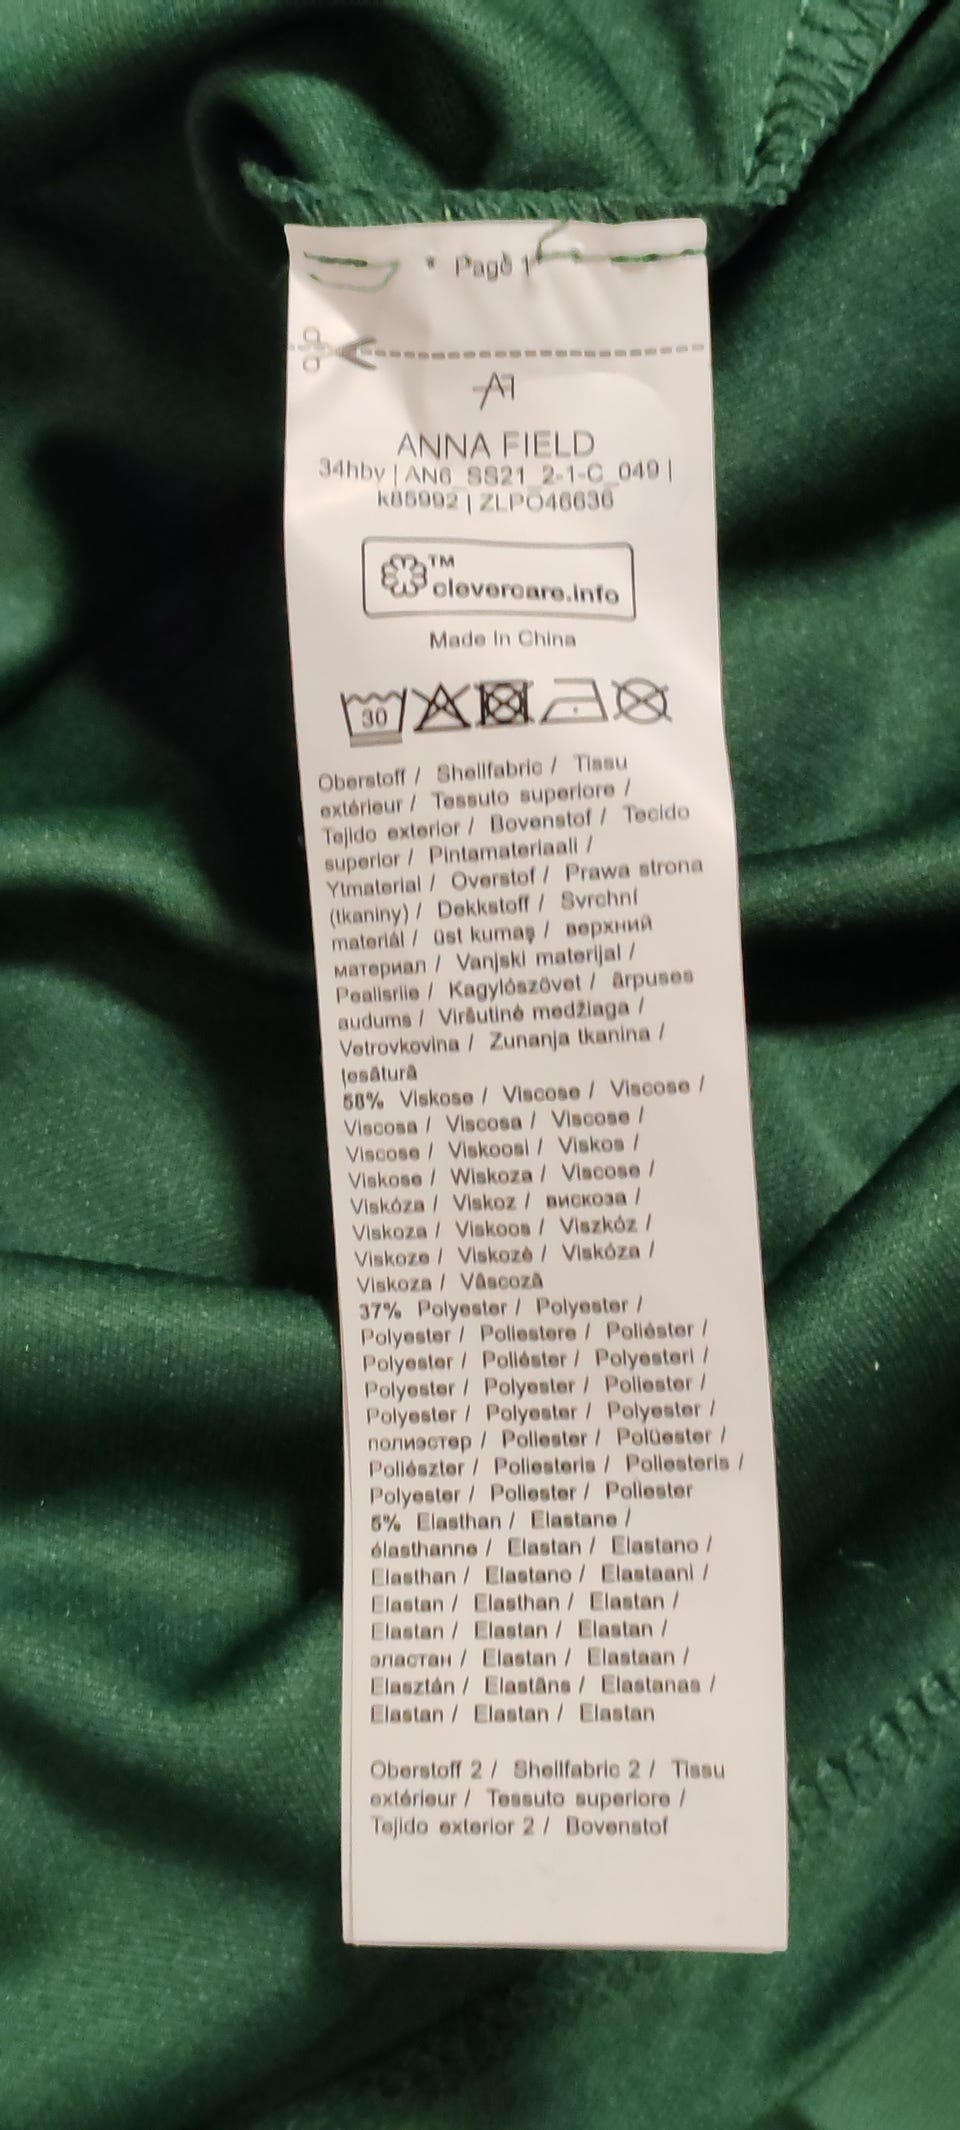 Page 1
ANNA FIELD
34hbv | AN6_SS21_2-1-C_049 |
k85992 | ZLPO46636
™
clevercare.info
Made in China
30
Oberstoff / Shellfabric / Tissu
extérieur / Tessuto superiore /
Tejido exterior / Bovenstof / Tecido
superior / Pintamateriaali /
Ytmaterial / Overstof / Prawa strona
(tkaniny) / Dekkstoff / Svrchní
materiál / üst kumaş / верхний
материал / Vanjski materijal /
Pealisriie / Kagylószövet / ārpuses
audums / Viršutinė medžiaga /
Vetrovkovina / Zunanja tkanina /
țesătură
58% Viskose / Viscose / Viscose /
Viscosa / Viscosa / Viscose /
Viscose / Viskoosi / Viskos /
Viskose / Wiskoza / Viscose /
Viskóza / Viskoz / вискоза /
Viskoza / Viskoos / Viszkóz /
Viskoze / Viskozė / Viskóza /
Viskoza / Vâscoză
37% Polyester / Polyester /
Polyester / Poliestere / Poliéster /
Polyester / Poliéster / Polyesteri /
Polyester / Polyester / Poliester /
Polyester / Polyester / Polyester /
полиэстер / Poliester / Polüester /
Poliészter / Poliesteris / Poliesteris /
Polyester / Poliester / Poliester
5% Elasthan / Elastane /
élasthanne / Elastan / Elastano /
Elasthan / Elastano / Elastaani /
Elastan / Elasthan / Elastan /
Elastan / Elastan / Elastan /
эластан / Elastan / Elastaan /
Elasztán / Elastāns / Elastanas /
Elastan / Elastan / Elastan
Oberstoff 2 / Shellfabric 2 / Tissu
extérieur / Tessuto superiore /
Tejido exterior 2 / Bovenstof